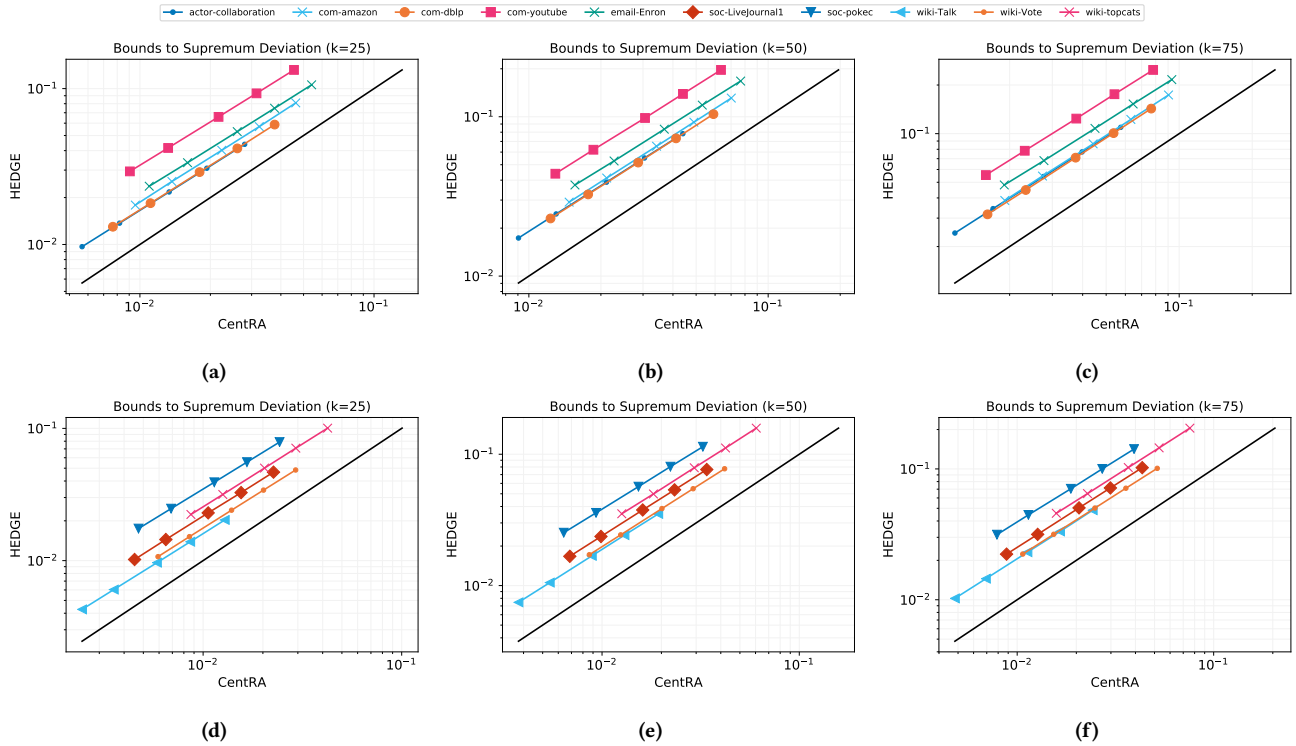 actor-collaboration com-amazon com-dblp com-youtube email-Enron soc-LiveJournal1 soc-pokec wiki-Talk wiki-Vote wiki-topcats
Bounds to Supremum Deviation (k=25)
HEDGE
10⁻¹
10⁻²
10⁻² 10⁻¹
CentRA
(a)
Bounds to Supremum Deviation (k=50)
HEDGE
10⁻¹
10⁻²
10⁻² 10⁻¹
CentRA
(b)
Bounds to Supremum Deviation (k=75)
HEDGE
10⁻¹
10⁻¹
CentRA
(c)
Bounds to Supremum Deviation (k=25)
HEDGE
10⁻¹
10⁻²
10⁻² 10⁻¹
CentRA
(d)
Bounds to Supremum Deviation (k=50)
HEDGE
10⁻¹
10⁻²
10⁻² 10⁻¹
CentRA
(e)
Bounds to Supremum Deviation (k=75)
HEDGE
10⁻¹
10⁻²
10⁻² 10⁻¹
CentRA
(f)